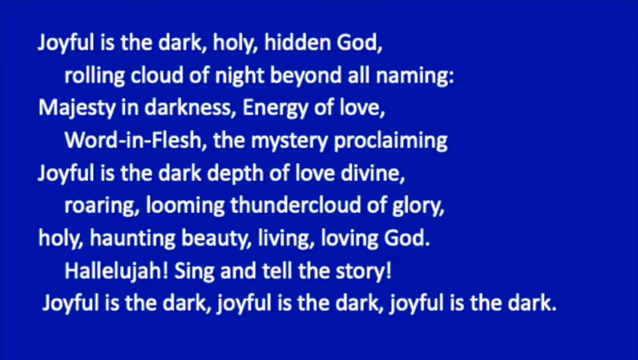 Joyful is the dark, holy, hidden God,
rolling cloud of night beyond all naming:
Majesty in darkness, Energy of love,
Word-in-Flesh, the mystery proclaiming
Joyful is the dark depth of love divine,
roaring, looming thundercloud of glory,
holy, haunting beauty, living, loving God.
Hallelujah! Sing and tell the story!
Joyful is the dark, joyful is the dark, joyful is the dark.